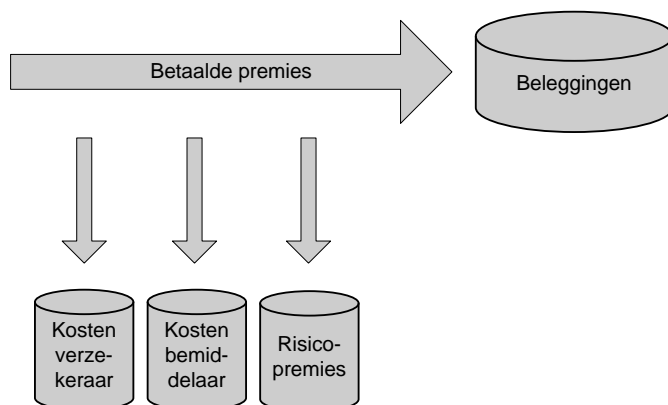 Betaalde premies
Beleggingen
Kosten
verze-
keraar
Kosten
bemid-
delaar
Risico-
premies